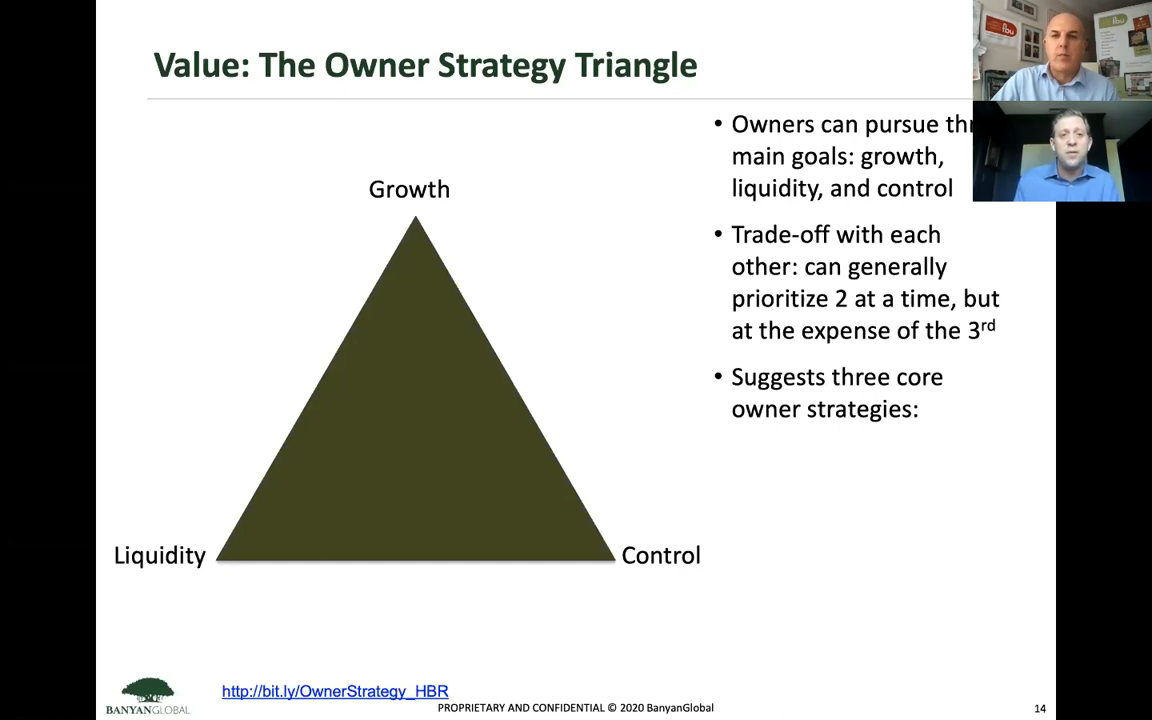 Value: The Owner Strategy Triangle
Growth
Liquidity
Control
• Owners can pursue
main goals: growth,
liquidity, and control
• Trade-off with each
other: can generally
prioritize 2 at a time, but
at the expense of the 3rd
• Suggests three core
owner strategies:
fbu
fbu
BANYANGLOBAL
http://bit.ly/OwnerStrategy_HBR
PROPRIETARY AND CONFIDENTIAL © 2020 BanyanGlobal
14